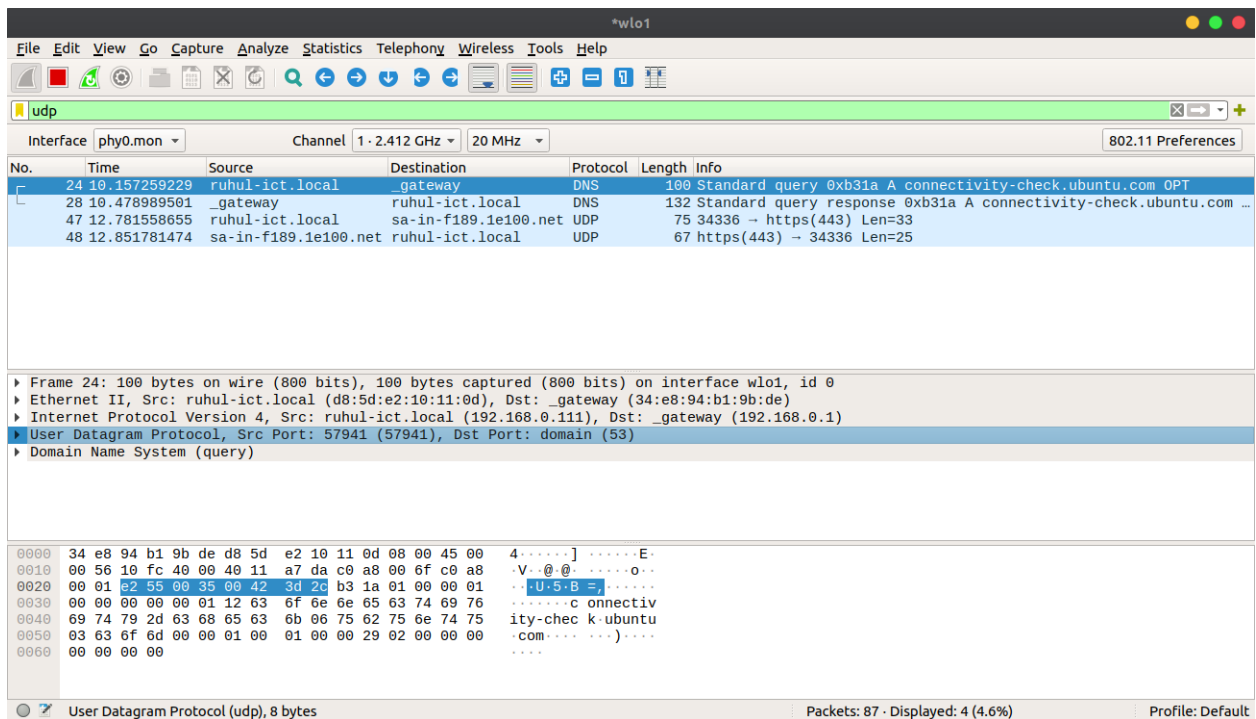 *wlo1
File Edit View Go Capture Analyze Statistics Telephony Wireless Tools Help
udp
Interface phy0.mon Channel 1 · 2.412 GHz 20 MHz 802.11 Preferences
No. Time Source Destination Protocol Length Info
24 10.157259229 ruhul-ict.local _gateway DNS 100 Standard query 0xb31a A connectivity-check.ubuntu.com OPT
28 10.478989501 _gateway ruhul-ict.local DNS 132 Standard query response 0xb31a A connectivity-check.ubuntu.com …
47 12.781558655 ruhul-ict.local sa-in-f189.1e100.net UDP 75 34336 → https(443) Len=33
48 12.851781474 sa-in-f189.1e100.net ruhul-ict.local UDP 67 https(443) → 34336 Len=25
Frame 24: 100 bytes on wire (800 bits), 100 bytes captured (800 bits) on interface wlo1, id 0
Ethernet II, Src: ruhul-ict.local (d8:5d:e2:10:11:0d), Dst: _gateway (34:e8:94:b1:9b:de)
Internet Protocol Version 4, Src: ruhul-ict.local (192.168.0.111), Dst: _gateway (192.168.0.1)
User Datagram Protocol, Src Port: 57941 (57941), Dst Port: domain (53)
Domain Name System (query)
0000 34 e8 94 b1 9b de d8 5d e2 10 11 0d 08 00 45 00 4······] ······E·
0010 00 56 10 fc 40 00 40 11 a7 da c0 a8 00 6f c0 a8 ·V··@·@· ·····o··
0020 00 01 e2 55 00 35 00 42 3d 2c b3 1a 01 00 00 01 ···U·5·B =,······
0030 00 00 00 00 00 01 12 63 6f 6e 6e 65 63 74 69 76 ·······c onnectiv
0040 69 74 79 2d 63 68 65 63 6b 06 75 62 75 6e 74 75 ity-chec k·ubuntu
0050 03 63 6f 6d 00 00 01 00 01 00 00 29 02 00 00 00 ·com···· ···)····
0060 00 00 00 00 ····
User Datagram Protocol (udp), 8 bytes Packets: 87 · Displayed: 4 (4.6%) Profile: Default